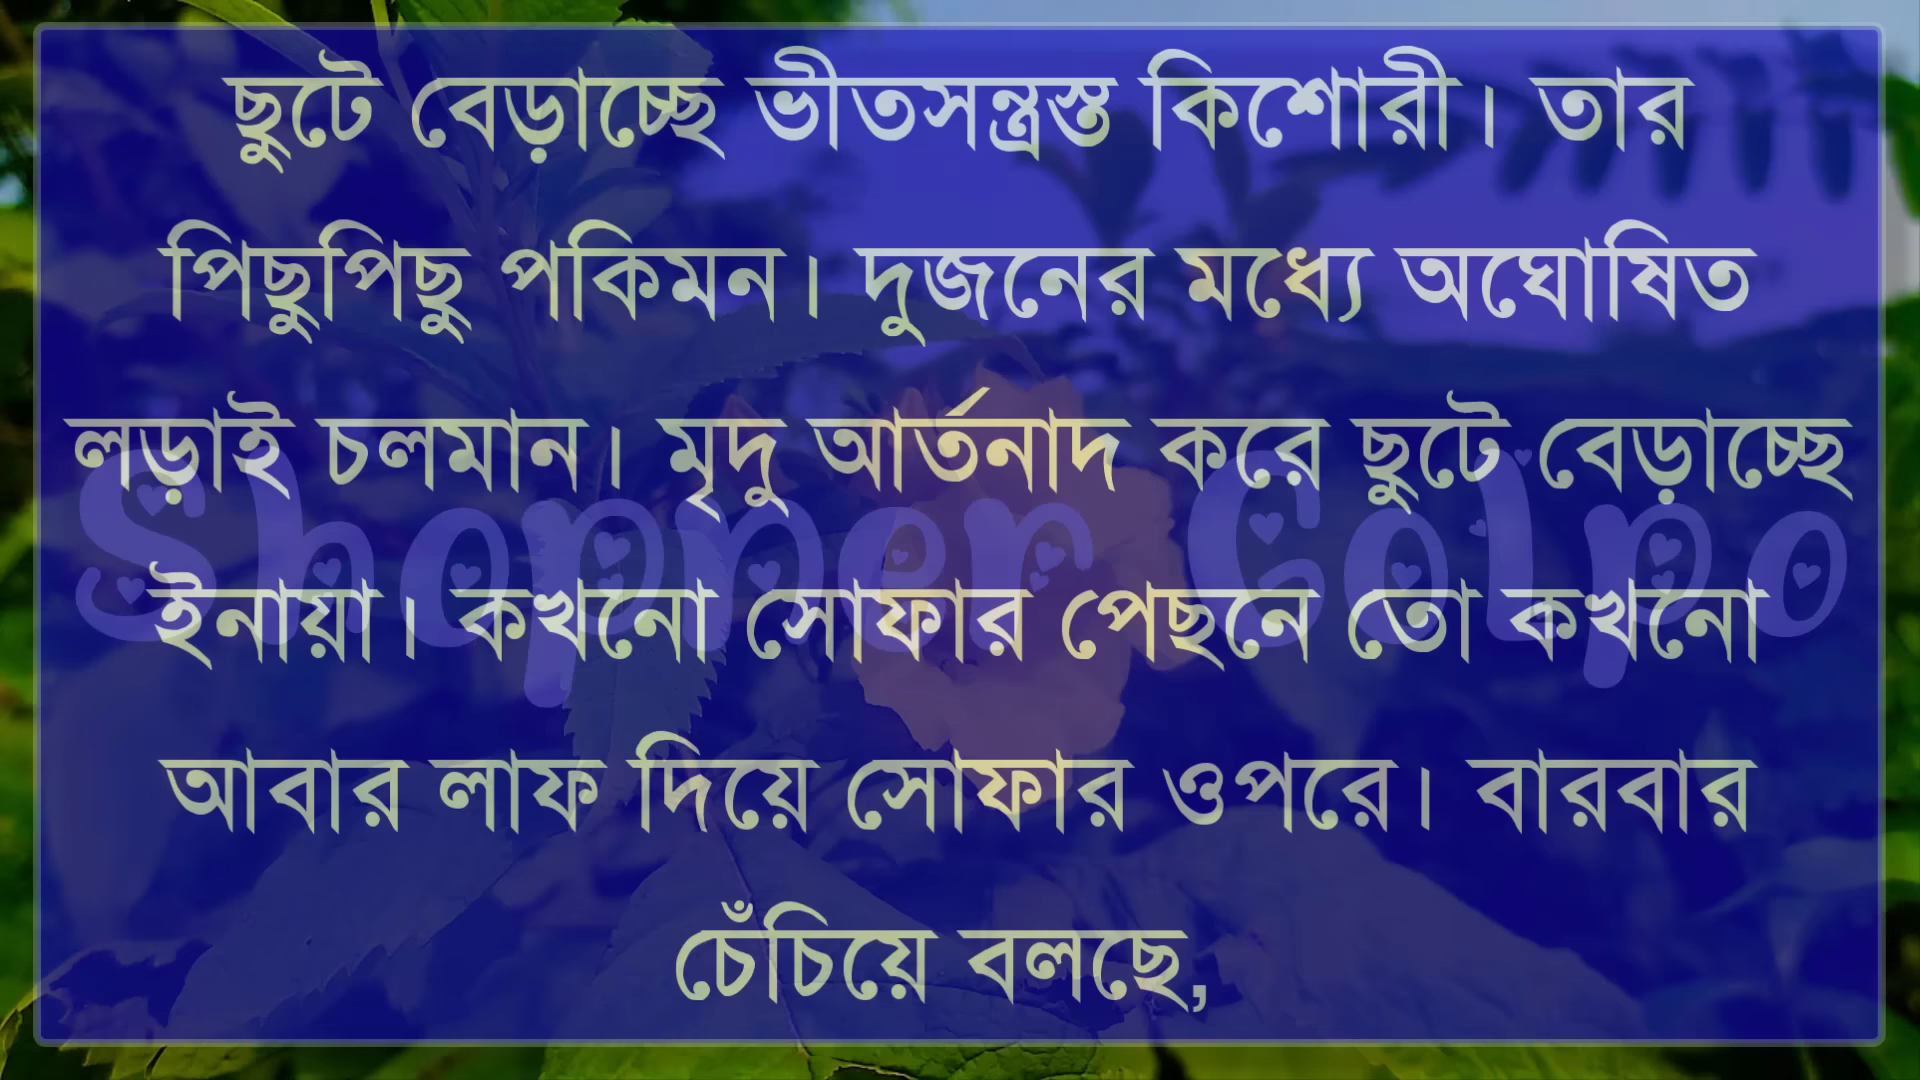 ছুটে বেড়াচ্ছে ভীতসন্ত্রস্ত কিশোরী। তার
পিছুপিছু পকিমন। দুজনের মধ্যে অঘোষিত
লড়াই চলমান। মৃদু আর্তনাদ করে ছুটে বেড়াচ্ছে
Shopner Golpo
ইনায়া। কখনো সোফার পেছনে তো কখনো
আবার লাফ দিয়ে সোফার ওপরে। বারবার
চেঁচিয়ে বলছে,